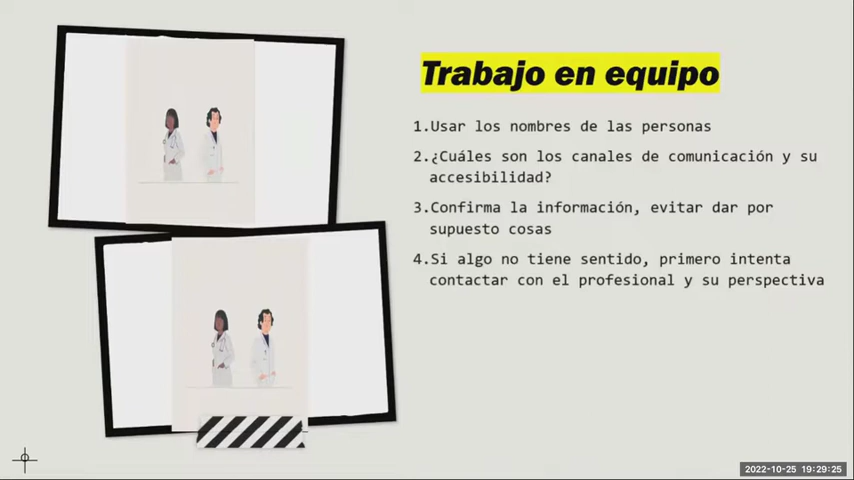 Trabajo en equipo
1.Usar los nombres de las personas
2.¿Cuáles son los canales de comunicación y su
accesibilidad?
3.Confirma la información, evitar dar por
supuesto cosas
4.Si algo no tiene sentido, primero intenta
contactar con el profesional y su perspectiva
2022-10-25 19:29:25